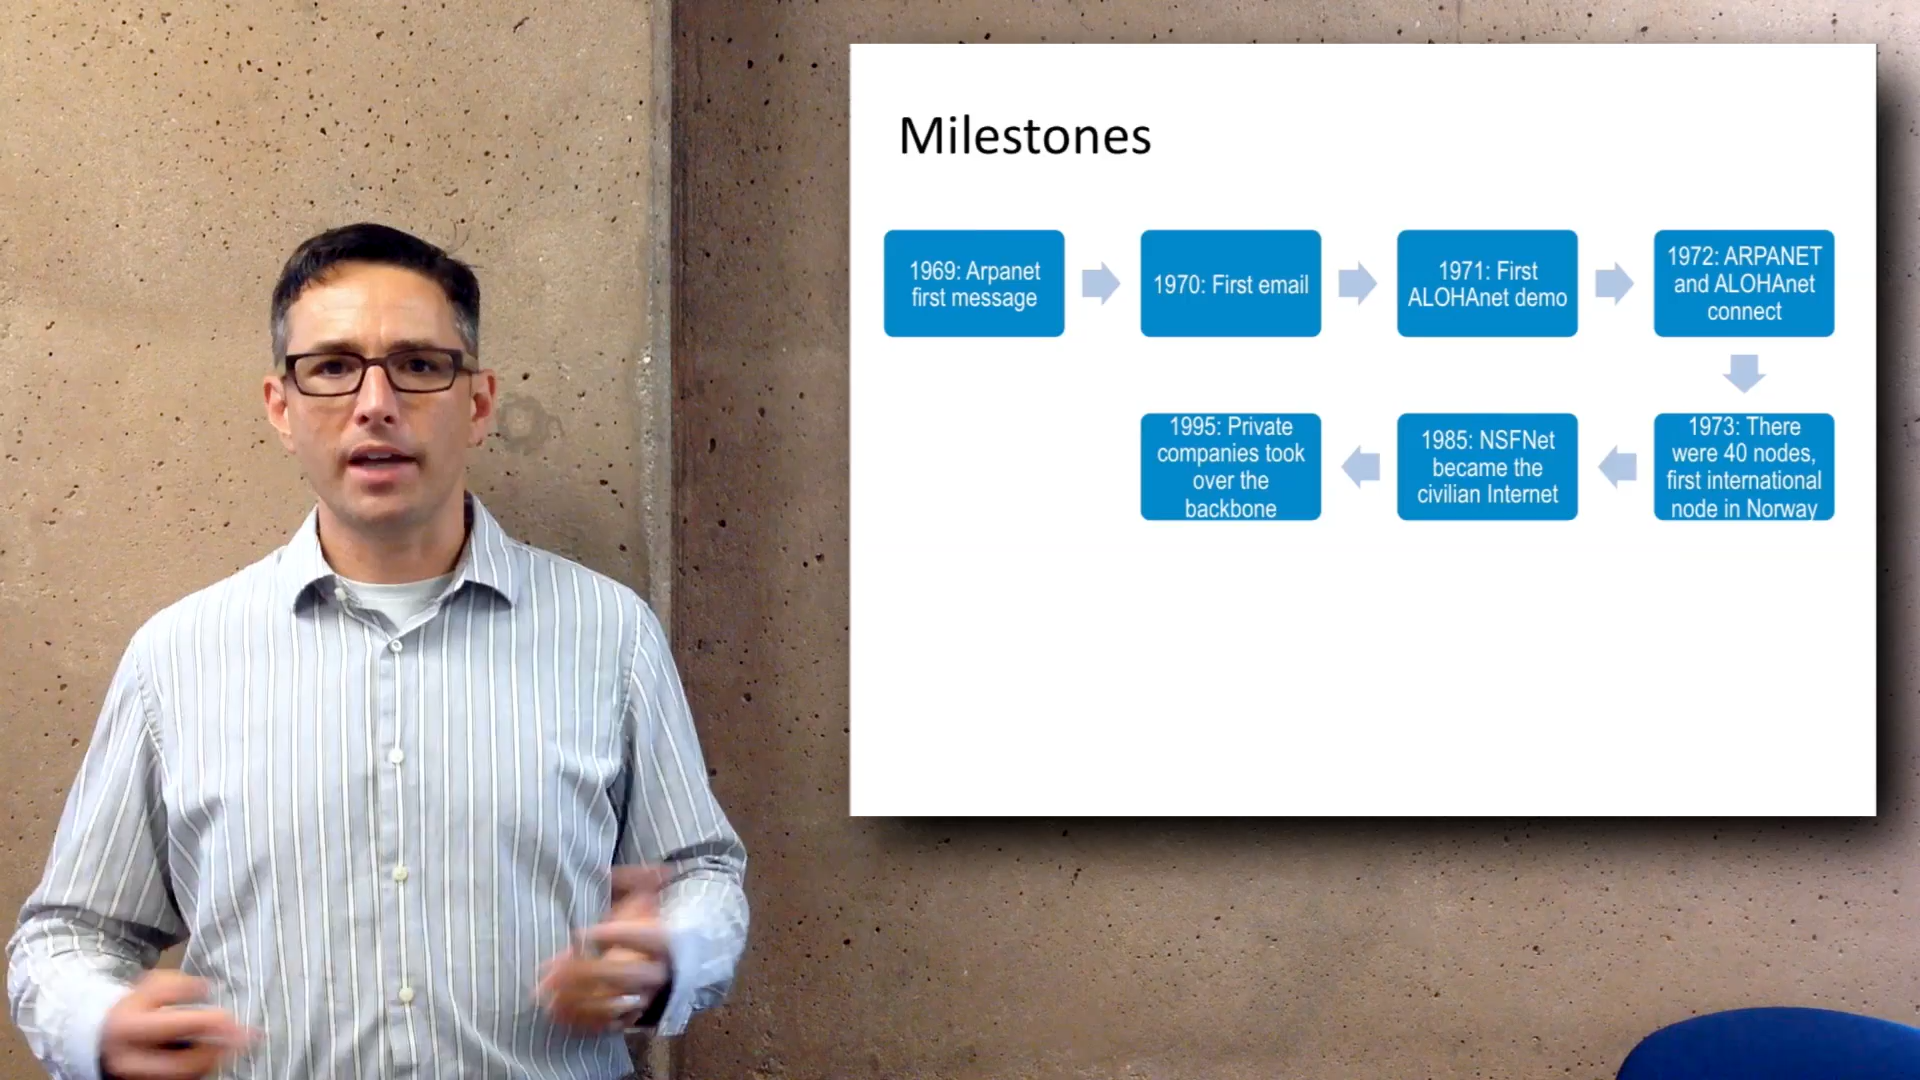 Milestones
1969: Arpanet
first message
1970: First email
1971: First
ALOHAnet demo
1972: ARPANET
and ALOHAnet
connect
1973: There
were 40 nodes,
first international
node in Norway
1985: NSFNet
became the
civilian Internet
1995: Private
companies took
over the
backbone